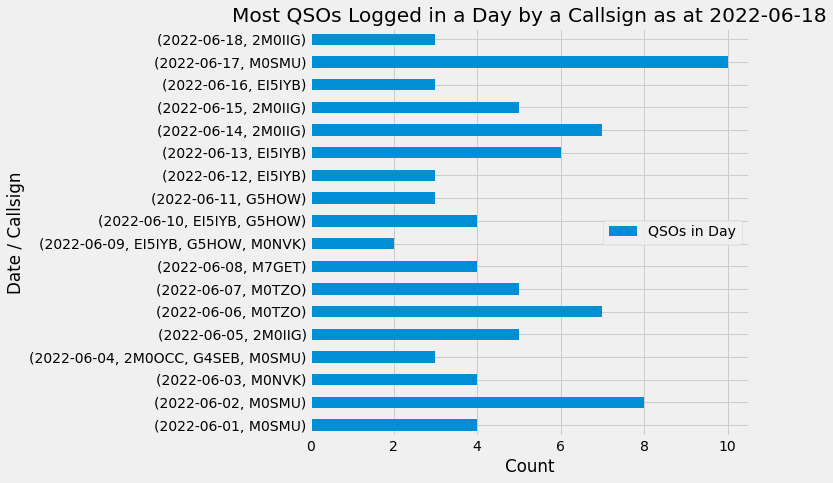 Most QSOs Logged in a Day by a Callsign as at 2022-06-18
(2022-06-18, 2M0IIG)
(2022-06-17, M0SMU)
(2022-06-16, EI5IYB)
(2022-06-15, 2M0IIG)
(2022-06-14, 2M0IIG)
(2022-06-13, EI5IYB)
(2022-06-12, EI5IYB)
(2022-06-11, G5HOW)
(2022-06-10, EI5IYB, G5HOW)
(2022-06-09, EI5IYB, G5HOW, M0NVK)
(2022-06-08, M7GET)
(2022-06-07, M0TZO)
(2022-06-06, M0TZO)
(2022-06-05, 2M0IIG)
(2022-06-04, 2M0OCC, G4SEB, M0SMU)
(2022-06-03, M0NVK)
(2022-06-02, M0SMU)
(2022-06-01, M0SMU)
Date / Callsign
QSOs in Day
0 2 4 6 8 10
Count